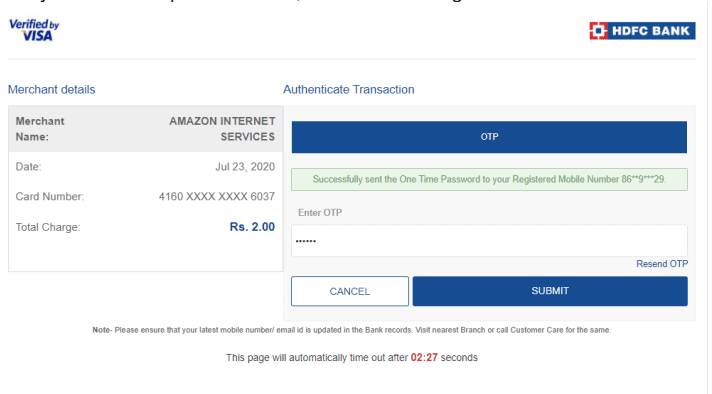 Verified by
VISA
HDFC BANK
Merchant details
Authenticate Transaction
Merchant Name:
AMAZON INTERNET SERVICES
Date:
Jul 23, 2020
Card Number:
4160 XXXX XXXX 6037
Total Charge:
Rs. 2.00
OTP
Successfully sent the One Time Password to your Registered Mobile Number 86**9***29.
Enter OTP
••••••
Resend OTP
CANCEL
SUBMIT
Note- Please ensure that your latest mobile number/ email id is updated in the Bank records. Visit nearest Branch or call Customer Care for the same.
This page will automatically time out after 02:27 seconds